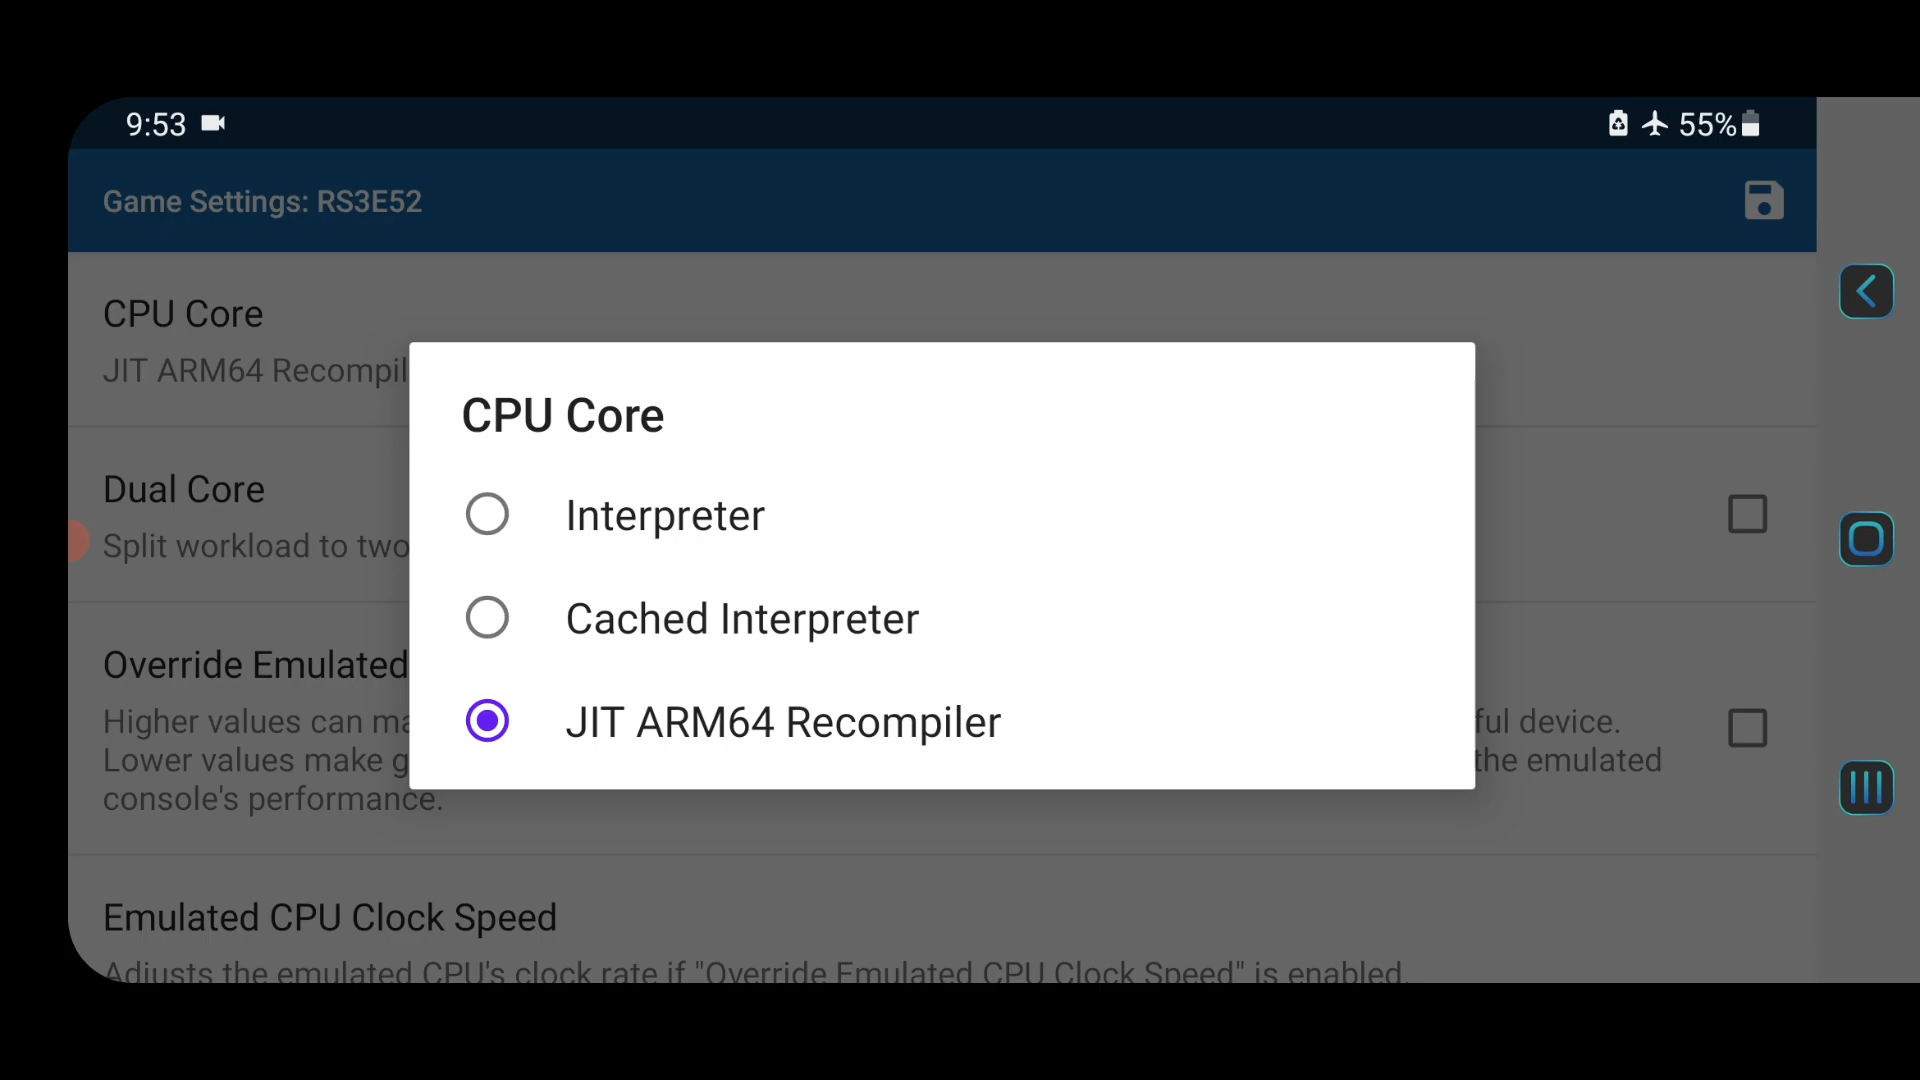 9:53
55%
Game Settings: RS3E52
CPU Core
JIT ARM64 Recompil
CPU Core
Interpreter
Cached Interpreter
JIT ARM64 Recompiler
Dual Core
Split workload to two
Override Emulated
Higher values can ma
ful device.
Lower values make g
the emulated
console's performance.
Emulated CPU Clock Speed
Adjusts the emulated CPU's clock rate if "Override Emulated CPU Clock Speed" is enabled.